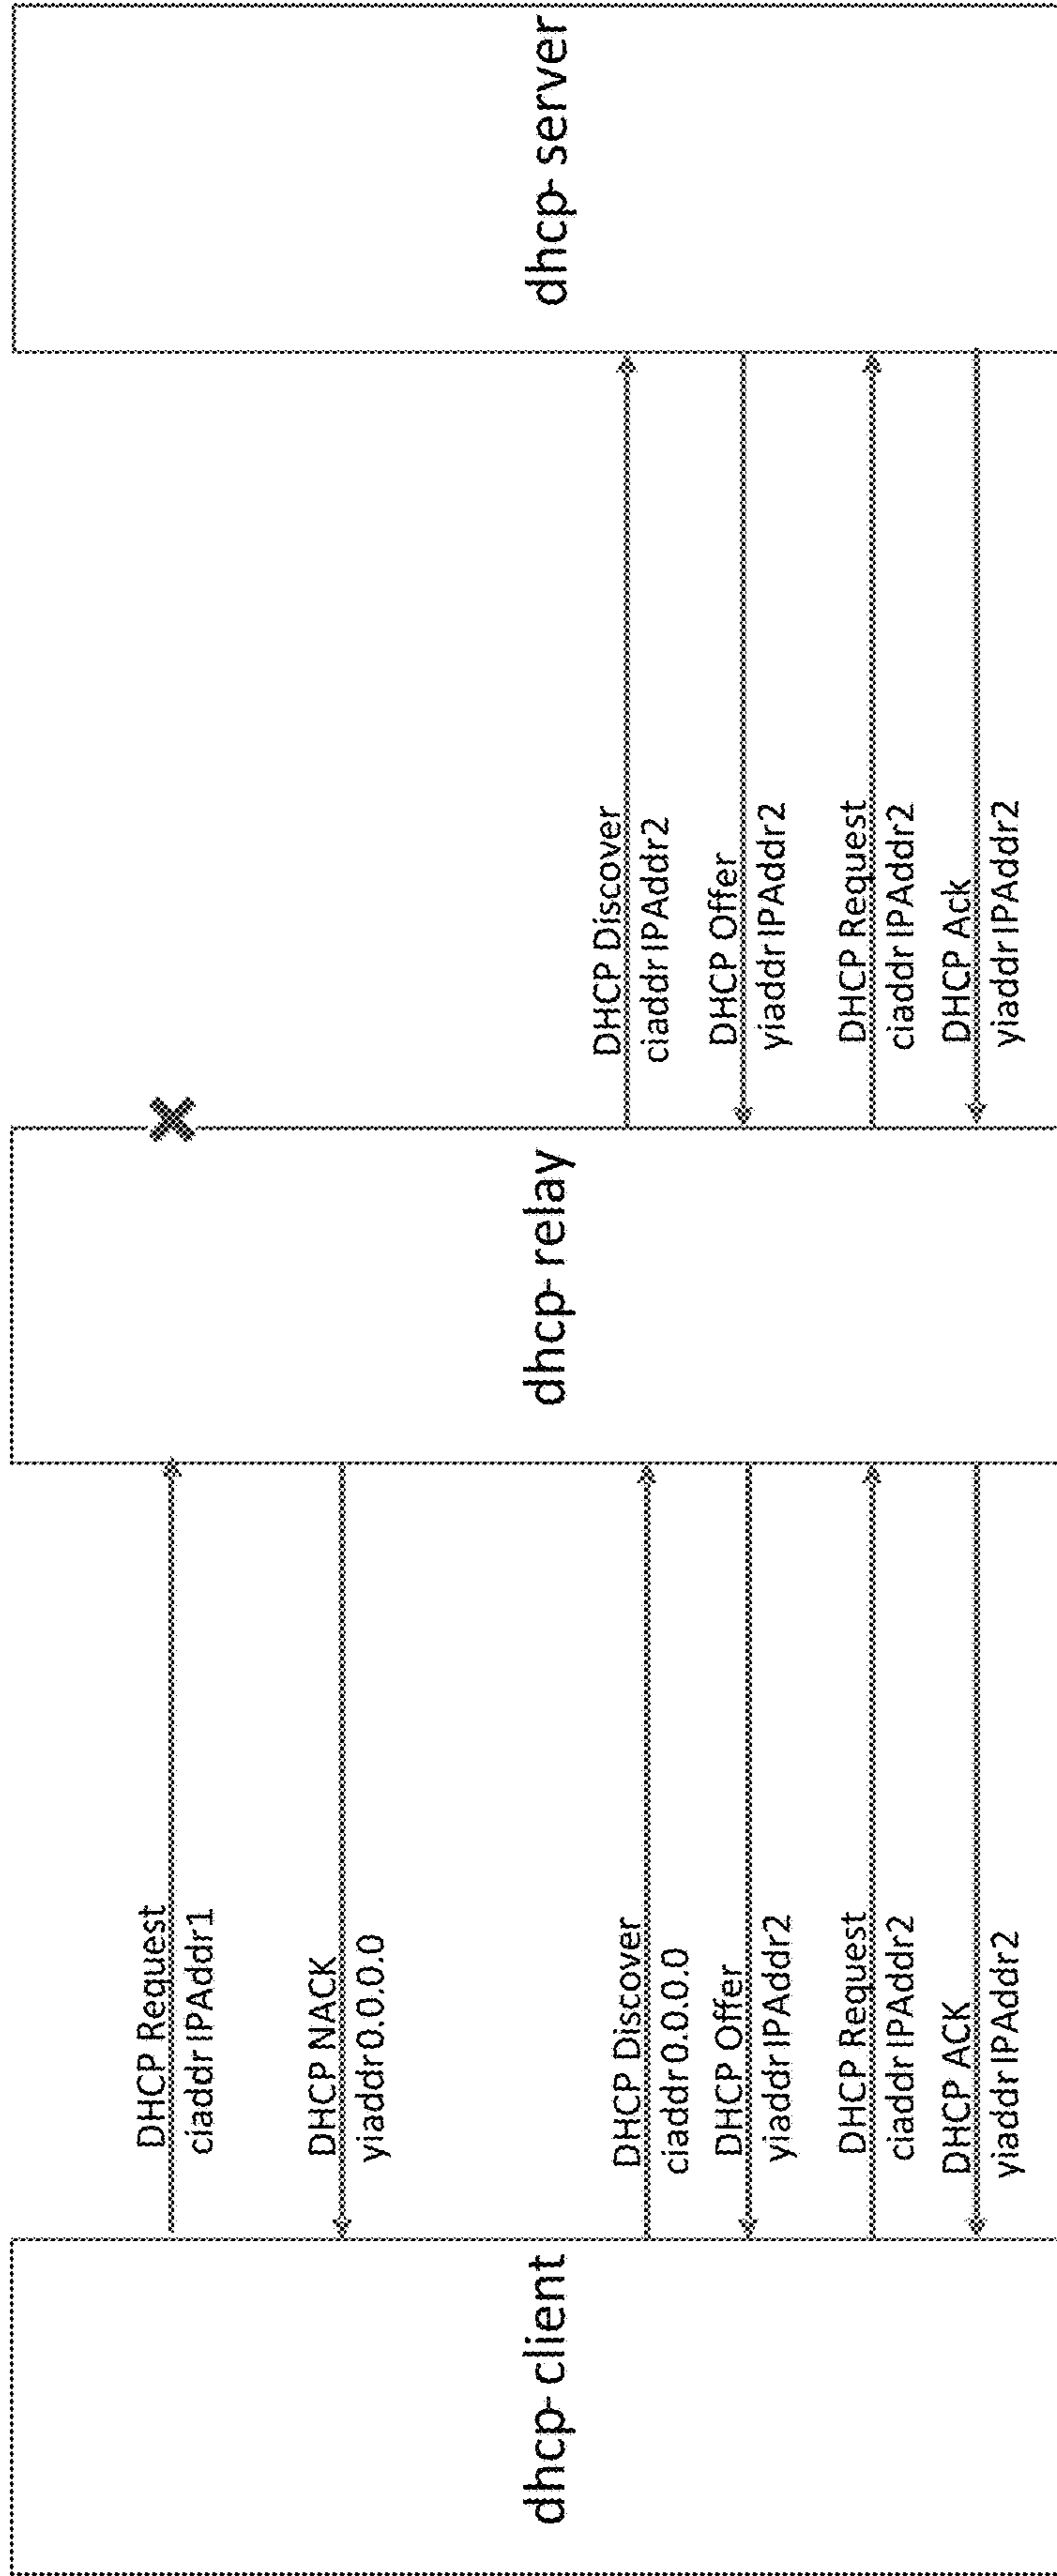 dhcp-client
DHCP Request
ciaddr IPAddr1
DHCP NACK
yiaddr 0.0.0.0
DHCP Discover
ciaddr 0.0.0.0
DHCP Offer
yiaddr IPAddr2
DHCP Request
ciaddr IPAddr2
DHCP ACK
yiaddr IPAddr2
dhcp-relay
DHCP Discover
ciaddr IPAddr2
DHCP Offer
yiaddr IPAddr2
DHCP Request
ciaddr IPAddr2
DHCP Ack
yiaddr IPAddr2
dhcp-server